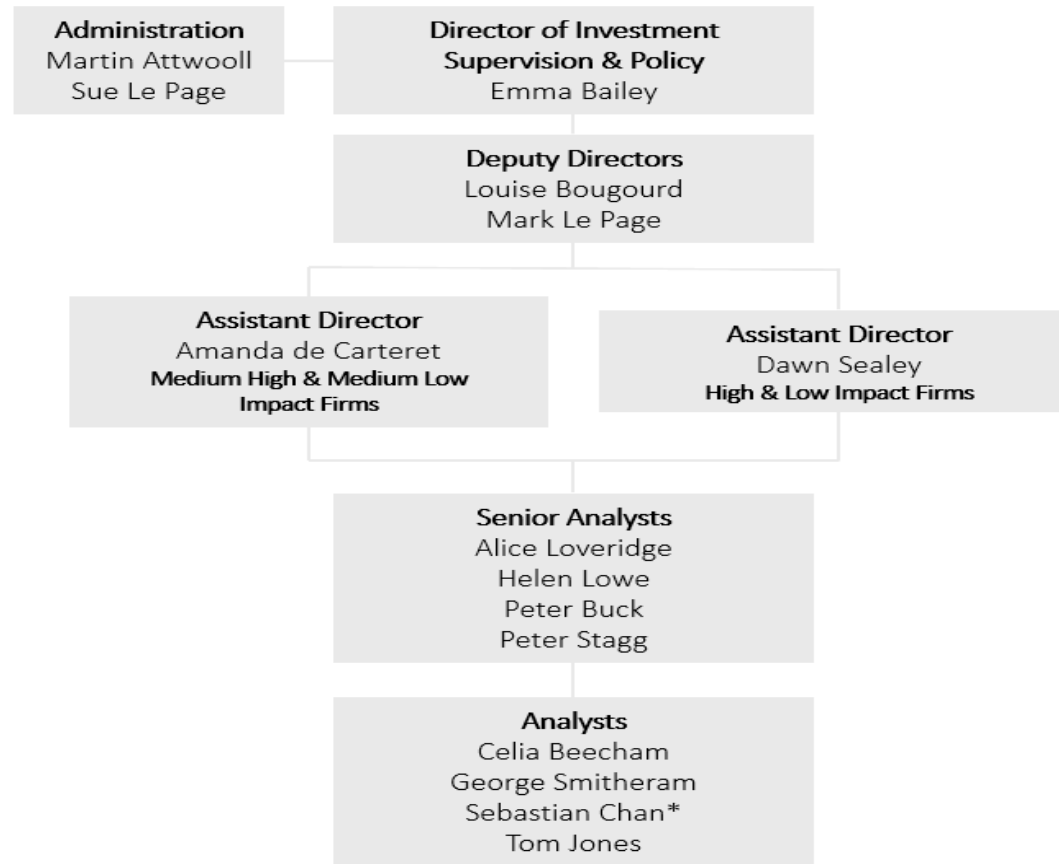 Administration
Martin Attwooll
Sue Le Page
Director of Investment
Supervision & Policy
Emma Bailey
Deputy Directors
Louise Bougourd
Mark Le Page
Assistant Director
Amanda de Carteret
Medium High & Medium Low
Impact Firms
Assistant Director
Dawn Sealey
High & Low Impact Firms
Senior Analysts
Alice Loveridge
Helen Lowe
Peter Buck
Peter Stagg
Analysts
Celia Beecham
George Smitheram
Sebastian Chan*
Tom Jones